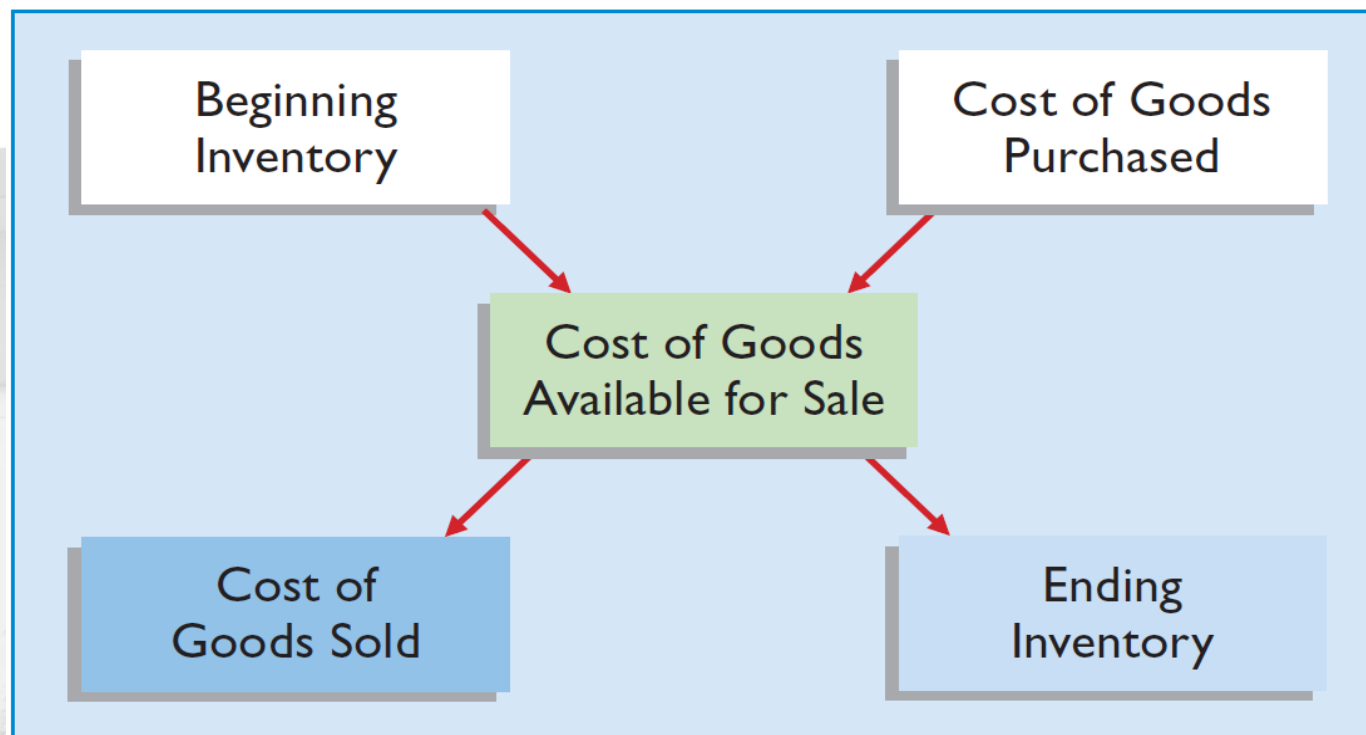 Beginning
Inventory
Cost of Goods
Purchased
Cost of Goods
Available for Sale
Cost of
Goods Sold
Ending
Inventory